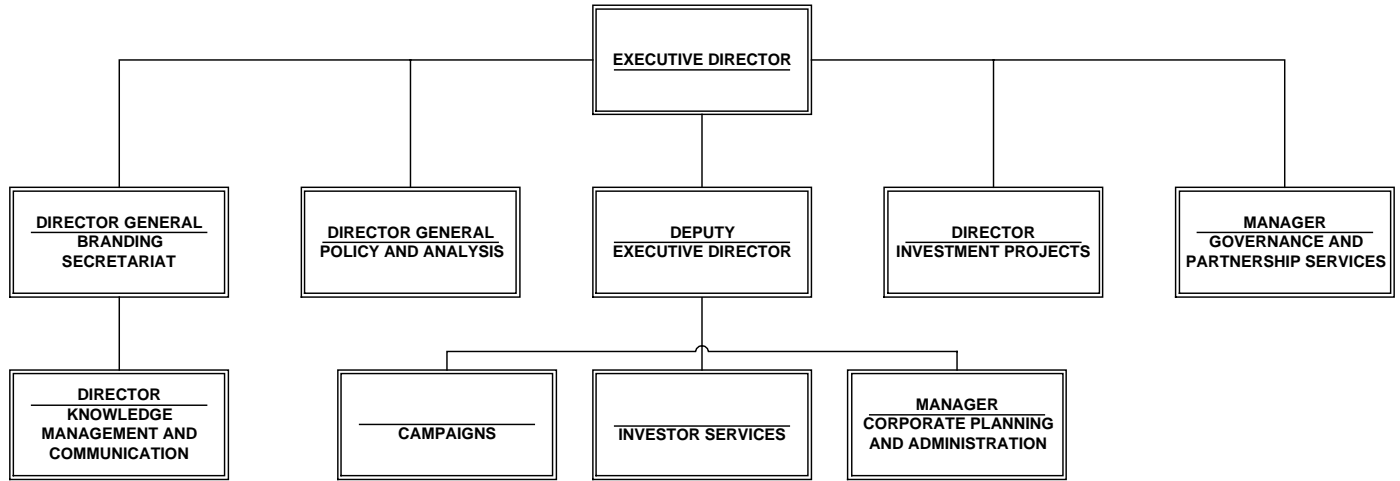 EXECUTIVE DIRECTOR
DIRECTOR GENERAL
BRANDING
SECRETARIAT
DIRECTOR GENERAL
POLICY AND ANALYSIS
DEPUTY
EXECUTIVE DIRECTOR
DIRECTOR
INVESTMENT PROJECTS
MANAGER
GOVERNANCE AND
PARTNERSHIP SERVICES
DIRECTOR
KNOWLEDGE
MANAGEMENT AND
COMMUNICATION
CAMPAIGNS
INVESTOR SERVICES
MANAGER
CORPORATE PLANNING
AND ADMINISTRATION